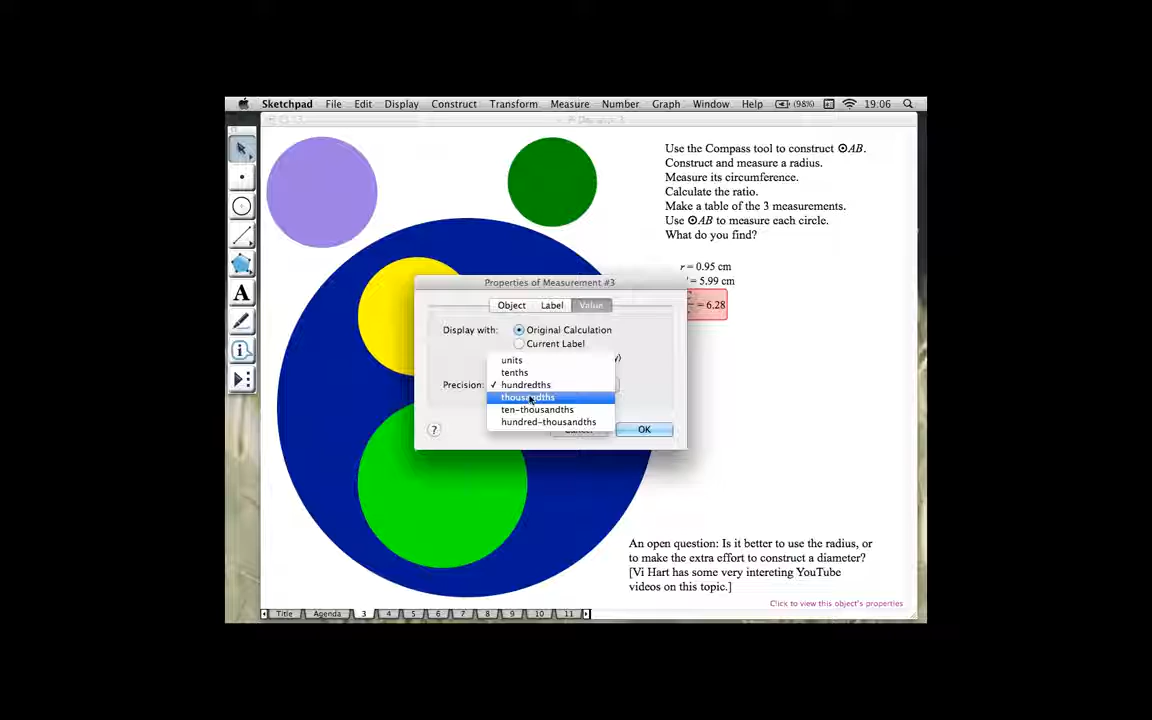 Sketchpad File Edit Display Construct Transform Measure Number Graph Window Help (98%) 19:06
Use the Compass tool to construct ⊙AB.
Construct and measure a radius.
Measure its circumference.
Calculate the ratio.
Make a table of the 3 measurements.
Use ⊙AB to measure each circle.
What do you find?
r = 0.95 cm
= 5.99 cm
= 6.28
Properties of Measurement #3
Object Label Value
Display with: Original Calculation
Current Label
units
tenths
Precision: ✓ hundredths
thousandths
ten-thousandths
hundred-thousandths
? OK
A
An open question: Is it better to use the radius, or
to make the extra effort to construct a diameter?
[Vi Hart has some very intereting YouTube
videos on this topic.]
Click to view this object's properties
Title Agenda 3 4 5 6 7 8 9 10 11